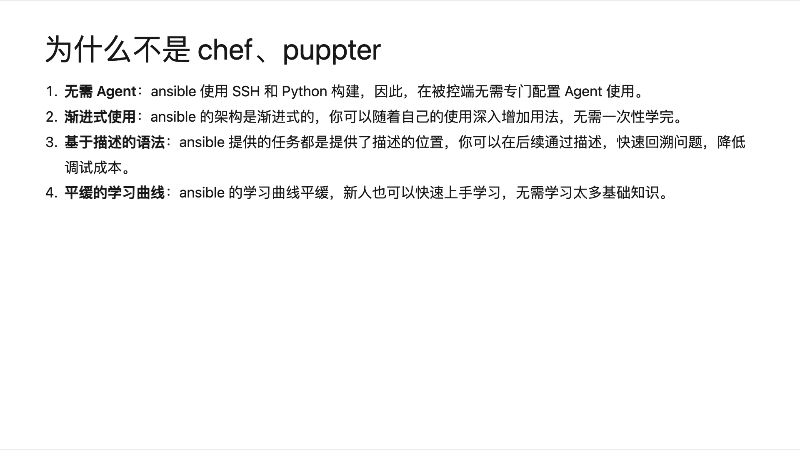 为什么不是 chef、puppter
1. 无需 Agent：ansible 使用 SSH 和 Python 构建，因此，在被控端无需专门配置 Agent 使用。
2. 渐进式使用：ansible 的架构是渐进式的，你可以随着自己的使用深入增加用法，无需一次性学完。
3. 基于描述的语法：ansible 提供的任务都是提供了描述的位置，你可以在后续通过描述，快速回溯问题，降低
调试成本。
4. 平缓的学习曲线：ansible 的学习曲线平缓，新人也可以快速上手学习，无需学习太多基础知识。